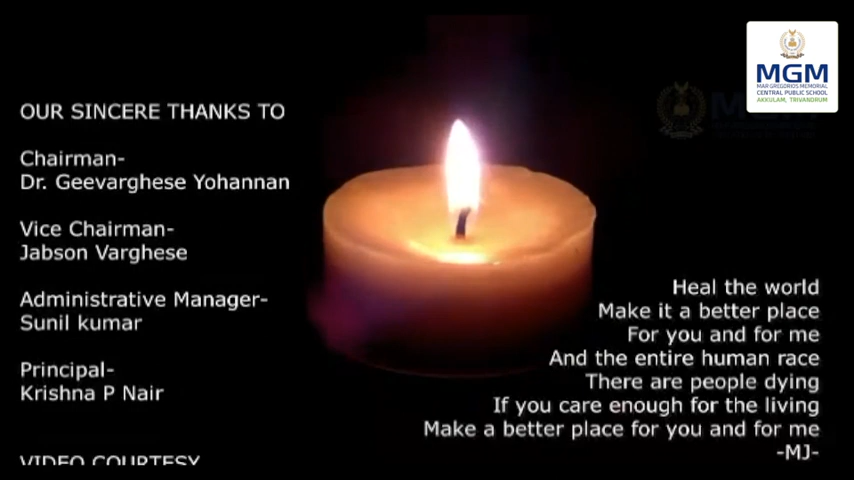 OUR SINCERE THANKS TO
Chairman-
Dr. Geevarghese Yohannan
Vice Chairman-
Jabson Varghese
Administrative Manager-
Sunil kumar
Principal-
Krishna P Nair
VIDEO COURTESY
Heal the world
Make it a better place
For you and for me
And the entire human race
There are people dying
If you care enough for the living
Make a better place for you and for me
-MJ-
MGM
MAR GREGORIOS MEMORIAL
CENTRAL PUBLIC SCHOOL
AKKULAM, TRIVANDRUM